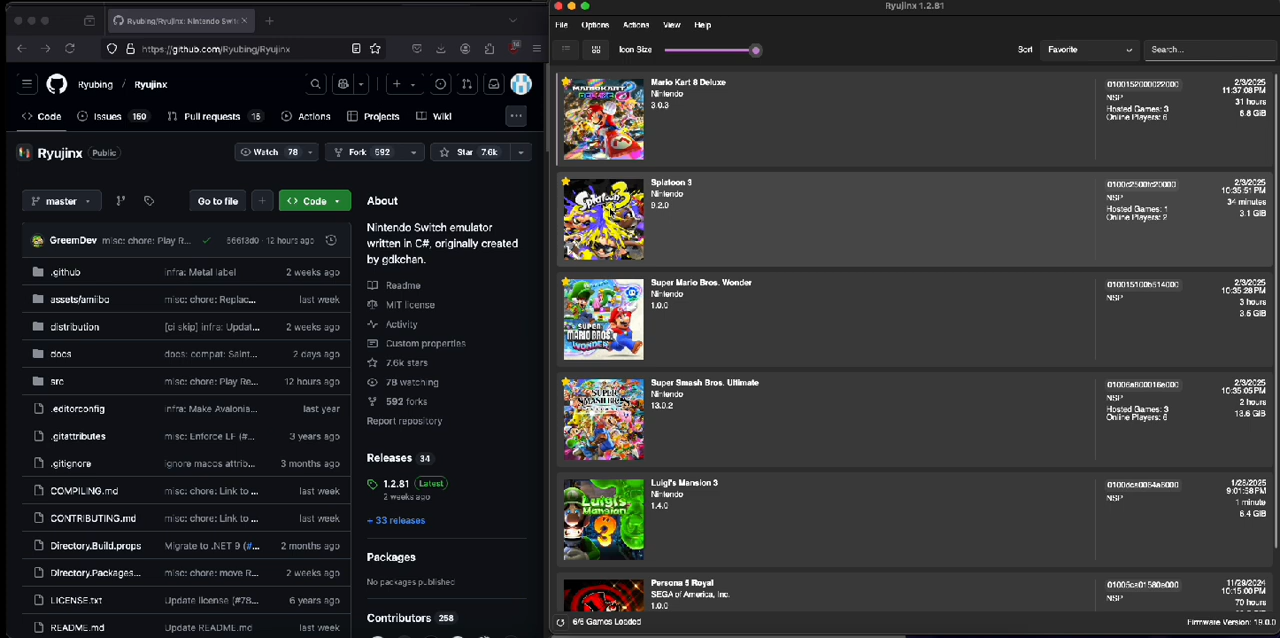 Ryubing/Ryujinx: Nintendo Swit
https://github.com/Ryubing/Ryujinx
Ryubing / Ryujinx
Code
Issues 150
Pull requests 15
Actions
Projects
Wiki
Ryujinx Public
Watch 78
Fork 592
Star 7.6k
master
Go to file
Code
GreemDev misc: chore: Play R... 56613d0 · 12 hours ago
.github infra: Metal label 2 weeks ago
assets/amiibo misc: chore: Replac... last week
distribution [ci skip] infra: Updat... 2 weeks ago
docs docs: compat: Saint... 2 days ago
src misc: chore: Play Re... 12 hours ago
.editorconfig infra: Make Avalonia... last year
.gitattributes misc: Enforce LF (#... 3 years ago
.gitignore ignore macos attrib... 3 months ago
COMPILING.md misc: chore: Link to ... last week
CONTRIBUTING.md misc: chore: Link to ... last week
Directory.Build.props Migrate to .NET 9 (#... 2 months ago
Directory.Packages... misc: chore: move R... 2 weeks ago
LICENSE.txt Update license (#78... 6 years ago
README.md Update README.md last week
About
Nintendo Switch emulator
written in C#, originally created
by gdkchan.
Readme
MIT license
Activity
Custom properties
7.6k stars
78 watching
592 forks
Report repository
Releases 34
1.2.81 Latest
2 weeks ago
+ 33 releases
Packages
No packages published
Contributors 258
Ryujinx 1.2.81
File Options Actions View Help
Icon Size
Sort Favorite Search...
Mario Kart 8 Deluxe
Nintendo
3.0.3
0100152000022000
NSP
Hosted Games: 3
Online Players: 6
2/3/2025
11:37:08 PM
31 hours
6.8 GiB
Splatoon 3
Nintendo
9.2.0
0100c2500fc20000
NSP
Hosted Games: 1
Online Players: 2
2/3/2025
10:35:51 PM
34 minutes
3.1 GiB
Super Mario Bros. Wonder
Nintendo
1.0.0
010015100b514000
NSP
2/3/2025
10:35:28 PM
3 hours
3.5 GiB
Super Smash Bros. Ultimate
Nintendo
13.0.2
01006a800016e000
NSP
Hosted Games: 3
Online Players: 6
2/3/2025
10:35:05 PM
2 hours
13.6 GiB
Luigi's Mansion 3
Nintendo
1.4.0
0100dca0064a6000
NSP
1/28/2025
9:01:58 PM
1 minute
6.4 GiB
Persona 5 Royal
SEGA of America, Inc.
1.0.0
01005ca01580e000
NSP
11/29/2024
10:15:00 PM
70 hours
6/6 Games Loaded
Firmware Version: 19.0.0